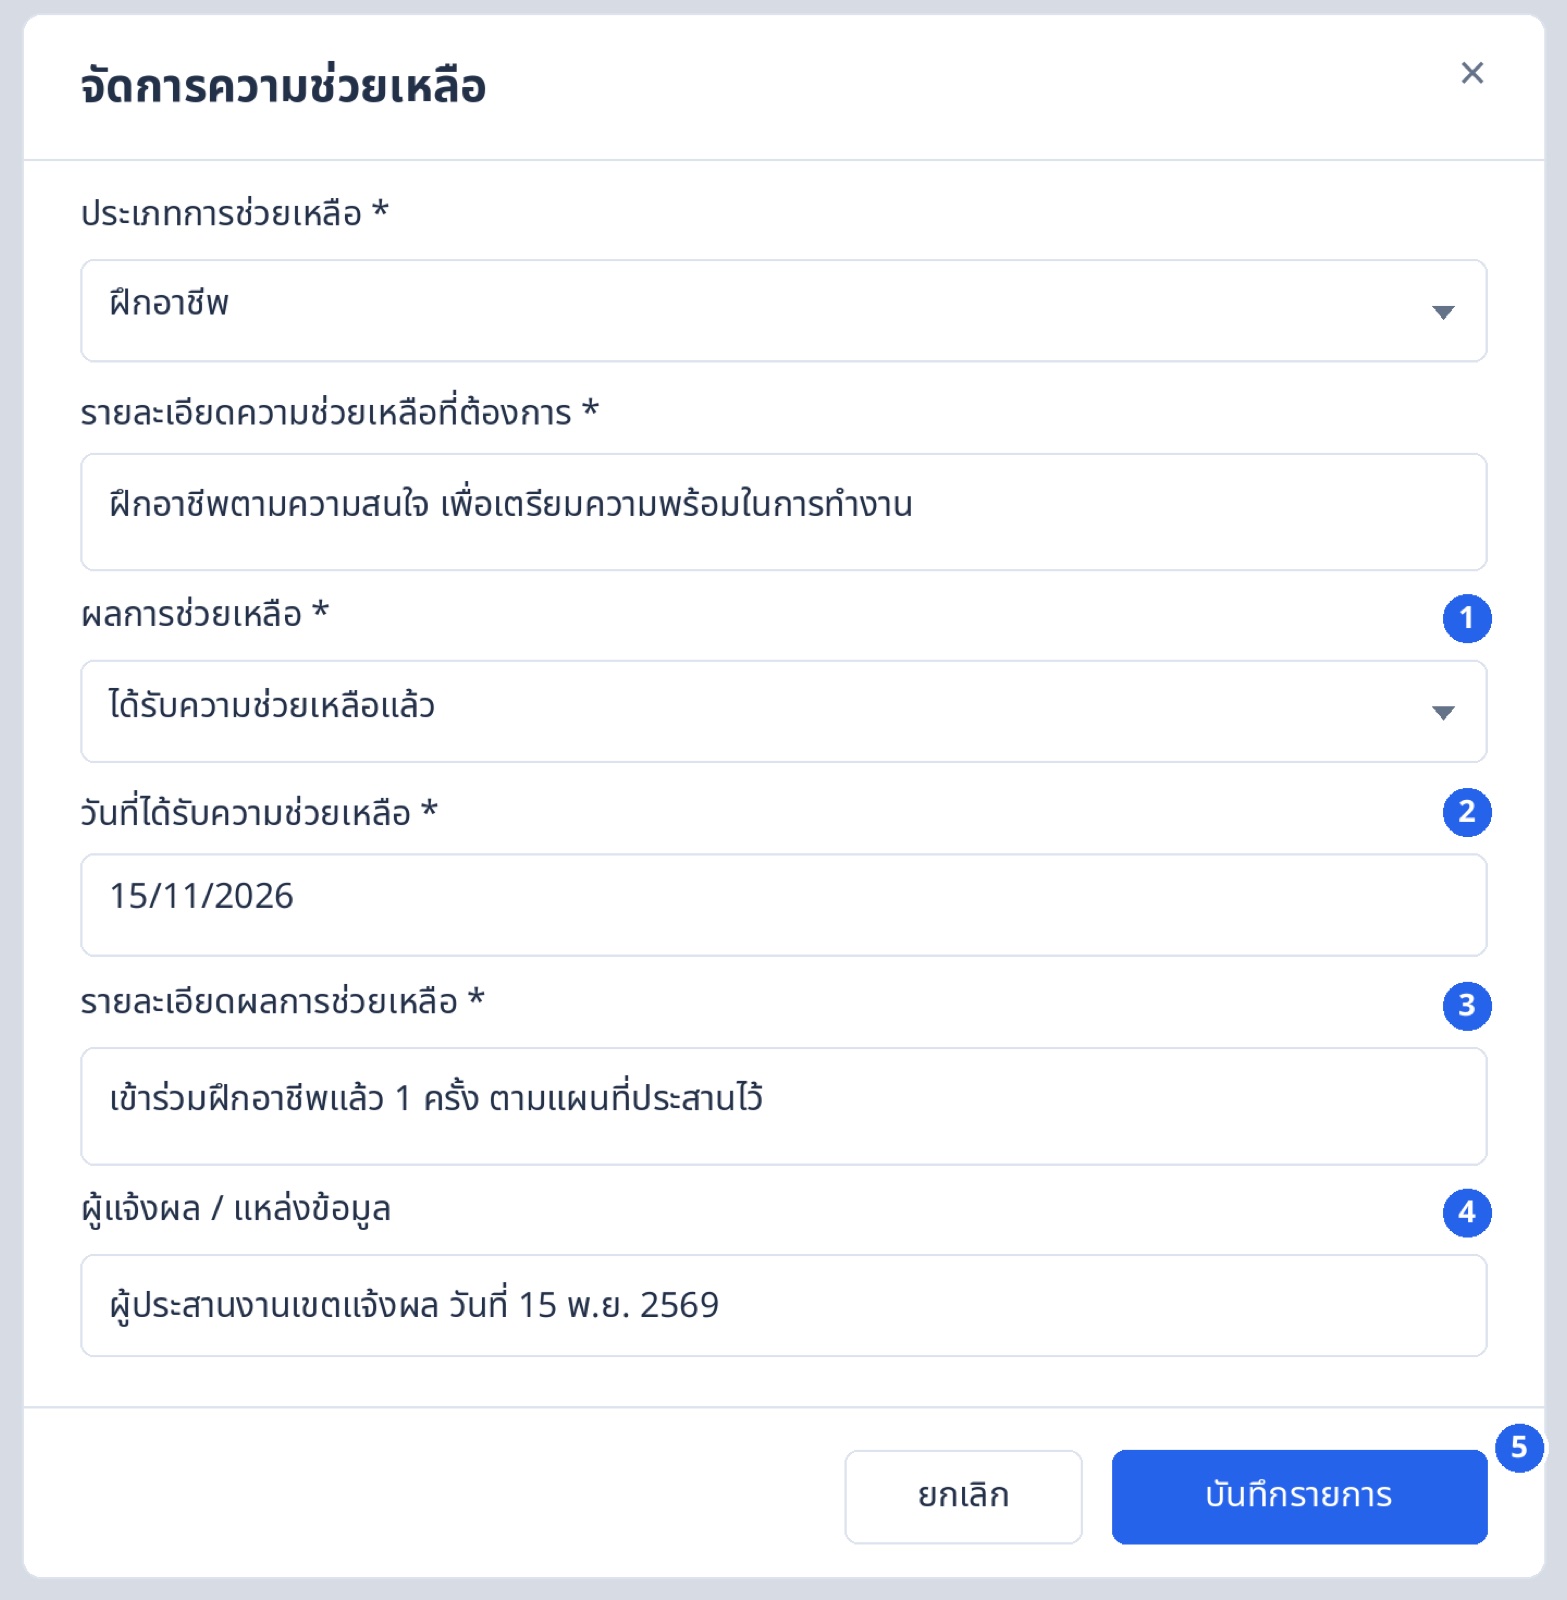 จัดการความช่วยเหลือ
×
ประเภทการช่วยเหลือ *
ฝึกอาชีพ
รายละเอียดความช่วยเหลือที่ต้องการ *
ฝึกอาชีพตามความสนใจ เพื่อเตรียมความพร้อมในการทำงาน
ผลการช่วยเหลือ *
1
ได้รับความช่วยเหลือแล้ว
วันที่ได้รับความช่วยเหลือ *
2
15/11/2026
รายละเอียดผลการช่วยเหลือ *
3
เข้าร่วมฝึกอาชีพแล้ว 1 ครั้ง ตามแผนที่ประสานไว้
ผู้แจ้งผล / แหล่งข้อมูล
4
ผู้ประสานงานเขตแจ้งผล วันที่ 15 พ.ย. 2569
5
ยกเลิก
บันทึกรายการ